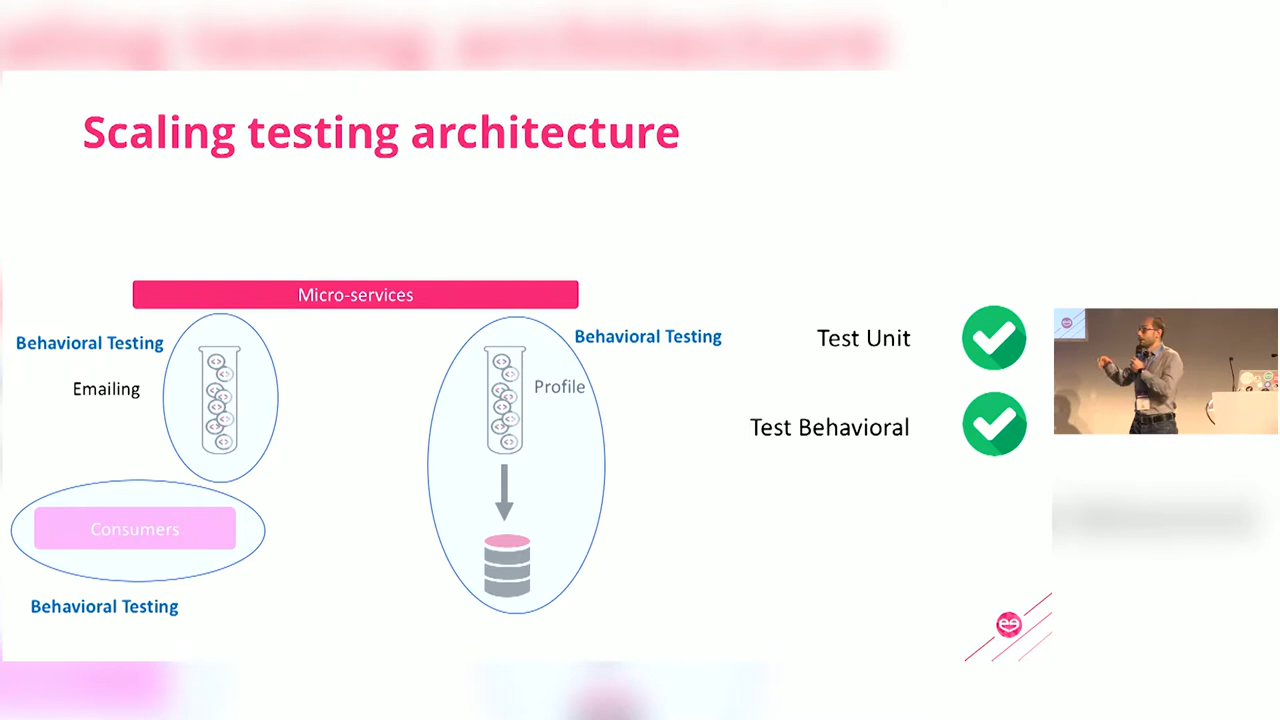 Scaling testing architecture
Micro-services
Behavioral Testing
Emailing
Behavioral Testing
Profile
Consumers
Behavioral Testing
Test Unit
Test Behavioral